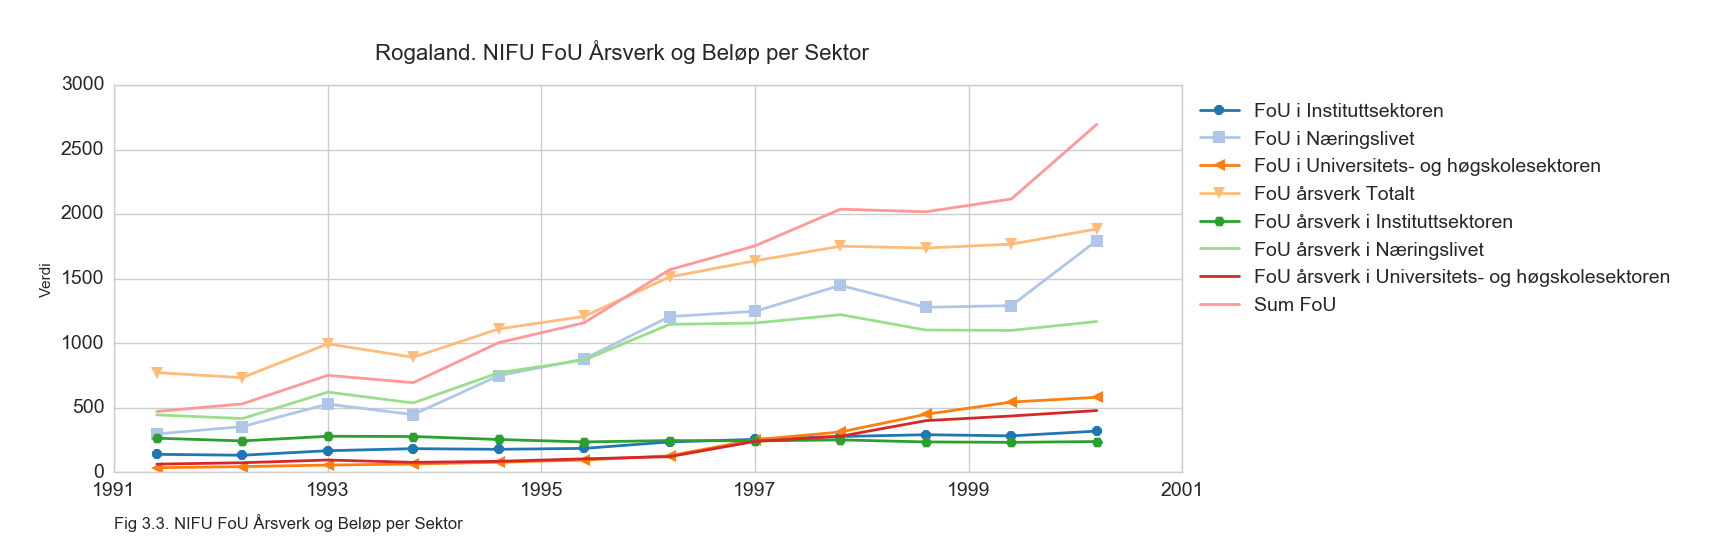 Rogaland. NIFU FoU Årsverk og Beløp per Sektor
3000
2500
2000
1500
1000
500
0
Verdi
1991
1993
1995
1997
1999
2001
FoU i Instituttsektoren
FoU i Næringslivet
FoU i Universitets- og høgskolesektoren
FoU årsverk Totalt
FoU årsverk i Instituttsektoren
FoU årsverk i Næringslivet
FoU årsverk i Universitets- og høgskolesektoren
Sum FoU
Fig 3.3. NIFU FoU Årsverk og Beløp per Sektor